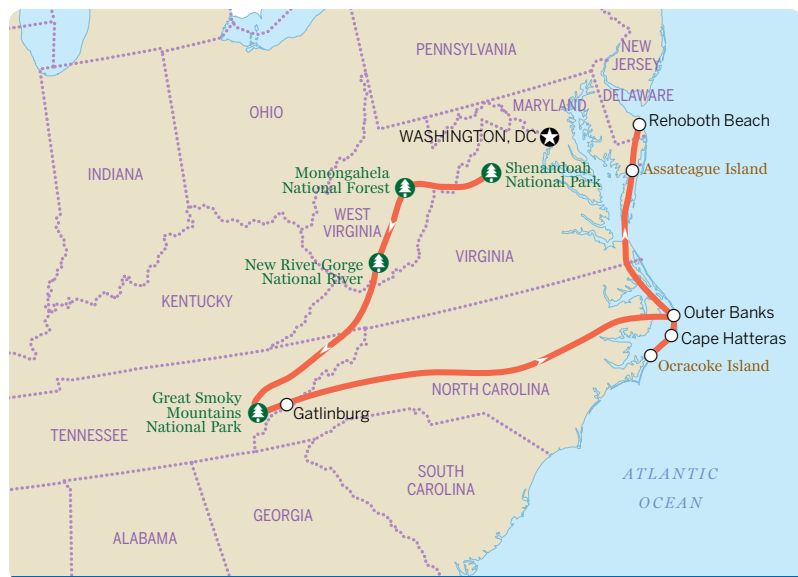 PENNSYLVANIA
NEW
JERSEY
OHIO
MARYLAND
DELAWARE
Rehoboth Beach
WASHINGTON, DC
INDIANA
Monongahela
National Forest
Shenandoah
National Park
Assateague Island
WEST
VIRGINIA
VIRGINIA
New River Gorge
National River
KENTUCKY
Outer Banks
Cape Hatteras
Ocracoke Island
NORTH CAROLINA
Great Smoky
Mountains
National Park
Gatlinburg
TENNESSEE
SOUTH
CAROLINA
ATLANTIC
OCEAN
GEORGIA
ALABAMA